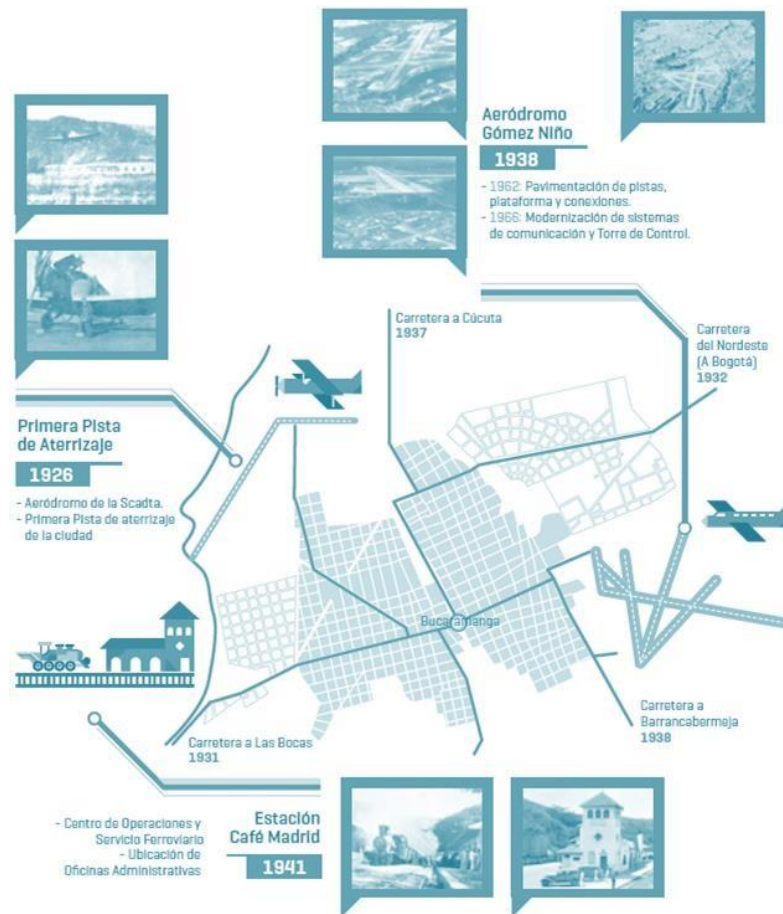 Aeródromo
Gómez Niño
1938
- 1962: Pavimentación de pistas,
plataforma y conexiones.
- 1966: Modernización de sistemas
de comunicación y Torre de Control.
Carretera a Cúcuta
1937
Carretera
del Nordeste
(A Bogotá)
1932
Primera Pista
de Aterrizaje
1926
- Aeródromo de la Scadta.
- Primera Pista de aterrizaje
de la ciudad
Bucaramanga
Carretera a
Barrancabermeja
1938
Carretera a Las Bocas
1931
- Centro de Operaciones y
Servicio Ferroviario
- Ubicación de
Oficinas Administrativas
Estación
Café Madrid
1941